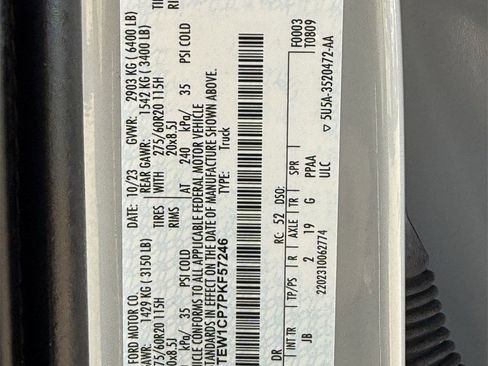 FORD MOTOR CO. DATE: 10/23 GVWR: 2903 KG ( 6400 LB)
GAWR: REAR GAWR:
1429 KG ( 3150 LB) 1542 KG ( 3400 LB)
75/60R20 115H TIRES WITH 275/60R20 115H
20x8.5J RIMS 20x8.5J
kPa/ 35 PSI COLD AT 240 kPa/ 35 PSI COLD
CONFORMS TO ALL APPLICABLE FEDERAL MOTOR VEHICLE
STANDARDS IN EFFECT ON THE DATE OF MANUFACTURE SHOWN ABOVE.
TEW1CP7PKF57246 TYPE: Truck
F0003
T0809
RC: 52 DSO:
DR INT TR TP/PS R AXLE TR SPR
JB 2 19 G PPAA
ULC
2202310062774
5U5A-3520472-AA